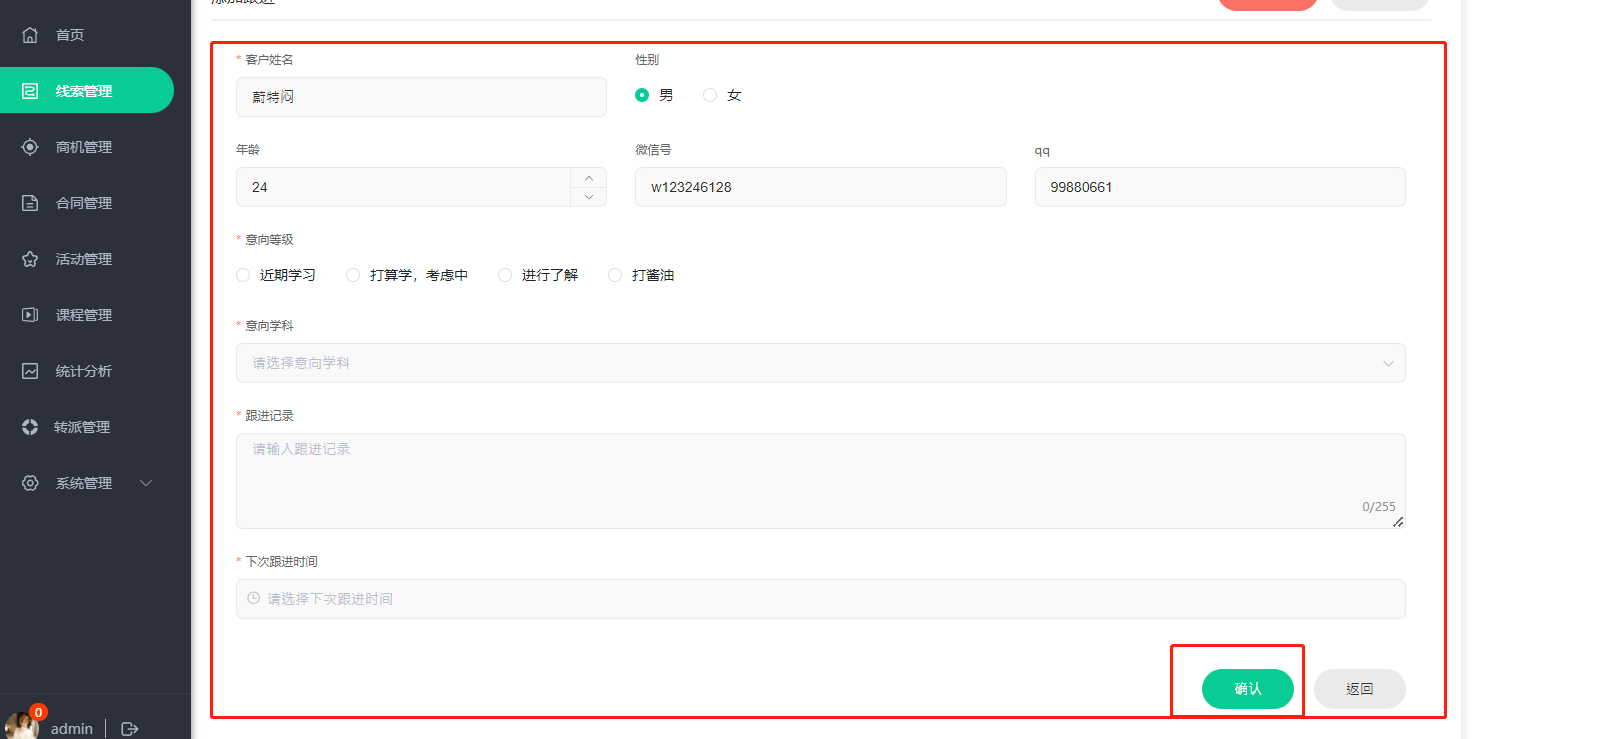 首页
线索管理
商机管理
合同管理
活动管理
课程管理
统计分析
转派管理
系统管理
0
admin
添加跟进
* 客户姓名
性别
蔚特闷
男
女
年龄
微信号
qq
24
w123246128
99880661
* 意向等级
近期学习
打算学，考虑中
进行了解
打酱油
* 意向学科
请选择意向学科
* 跟进记录
请输入跟进记录
0/255
* 下次跟进时间
请选择下次跟进时间
确认
返回